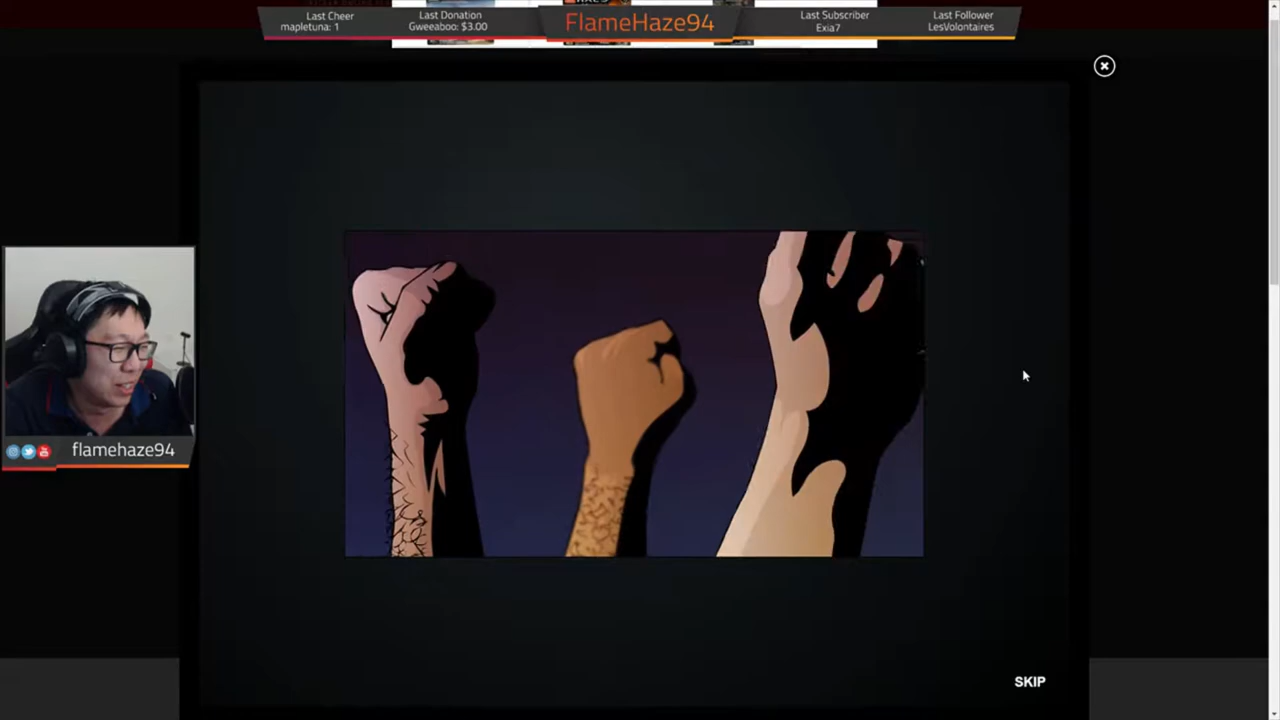 Last Cheer
mapletuna: 1
Last Donation
Gweeaboo: $3.00
FlameHaze94
Last Subscriber
Exia7
Last Follower
LesVolontaires
flamehaze94
SKIP